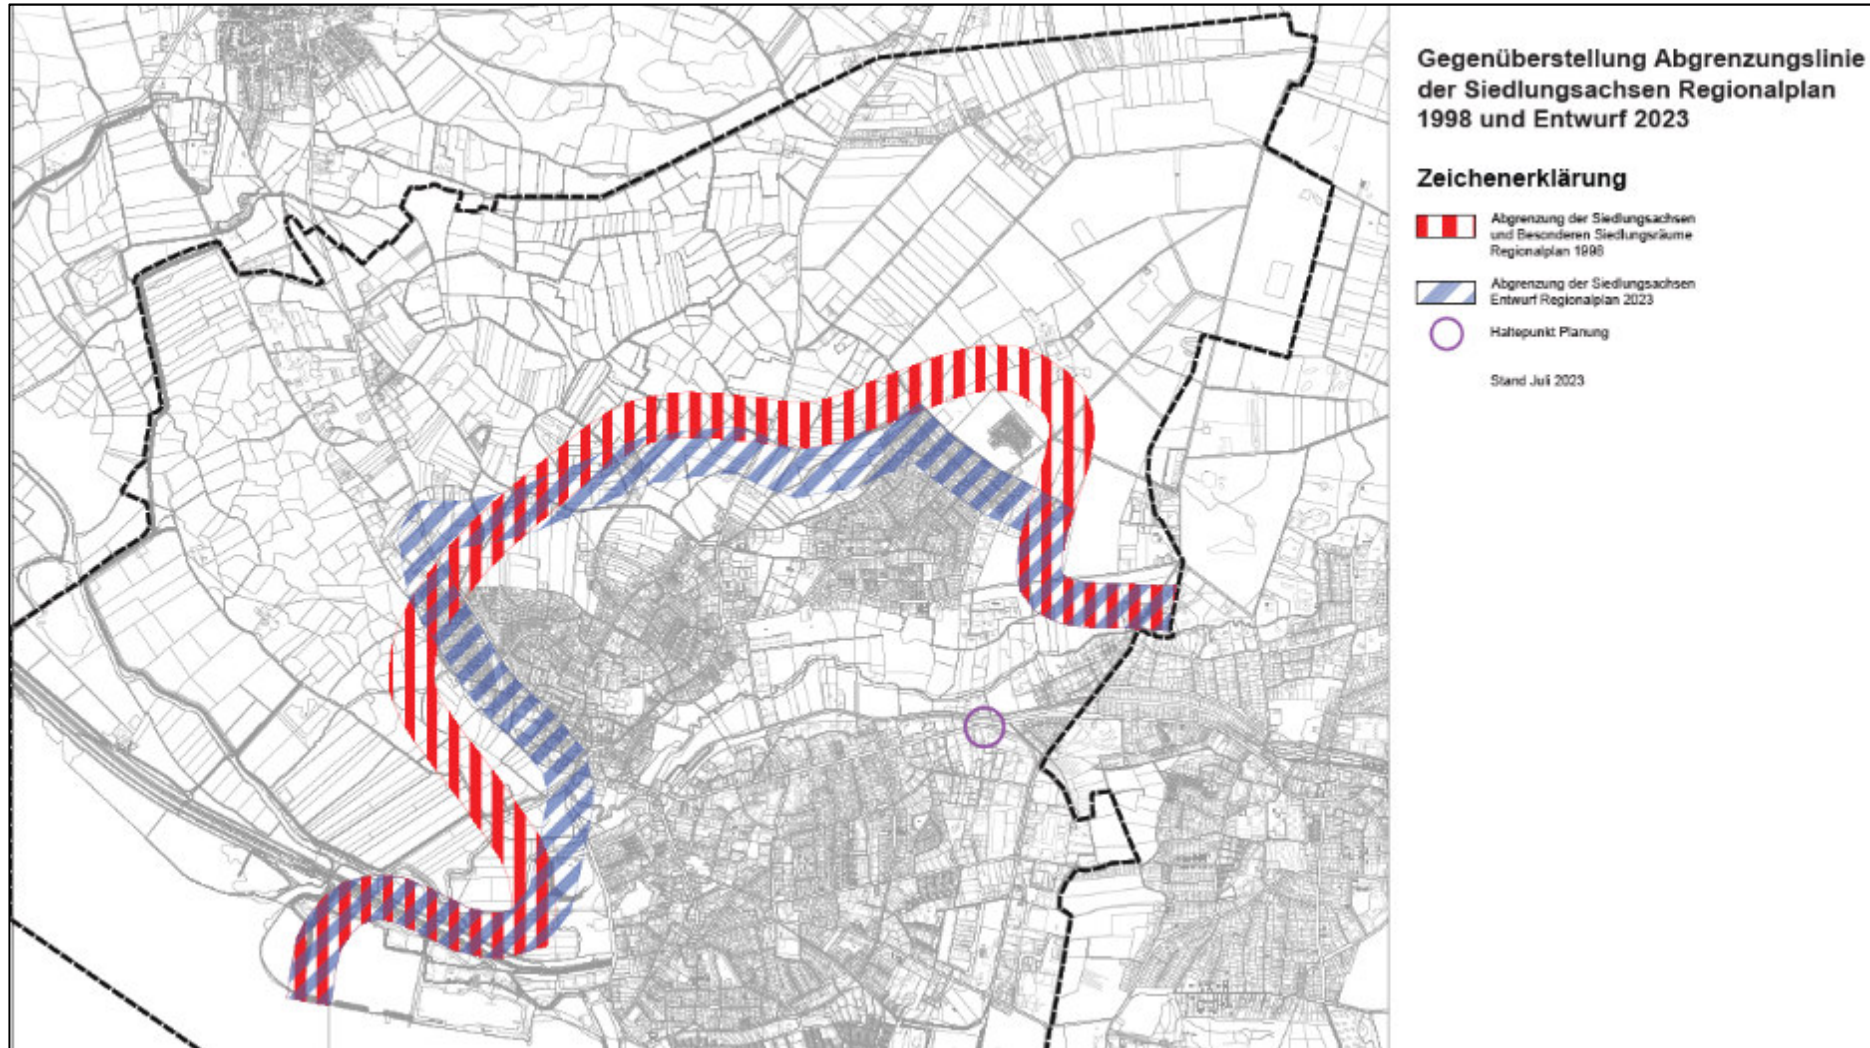 Gegenüberstellung Abgrenzungslinie
der Siedlungsachsen Regionalplan
1998 und Entwurf 2023
Zeichenerklärung
Abgrenzung der Siedlungsachsen
und Besonderen Siedlungsräume
Regionalplan 1998
Abgrenzung der Siedlungsachsen
Entwurf Regionalplan 2023
Haltepunkt Planung
Stand Juli 2023